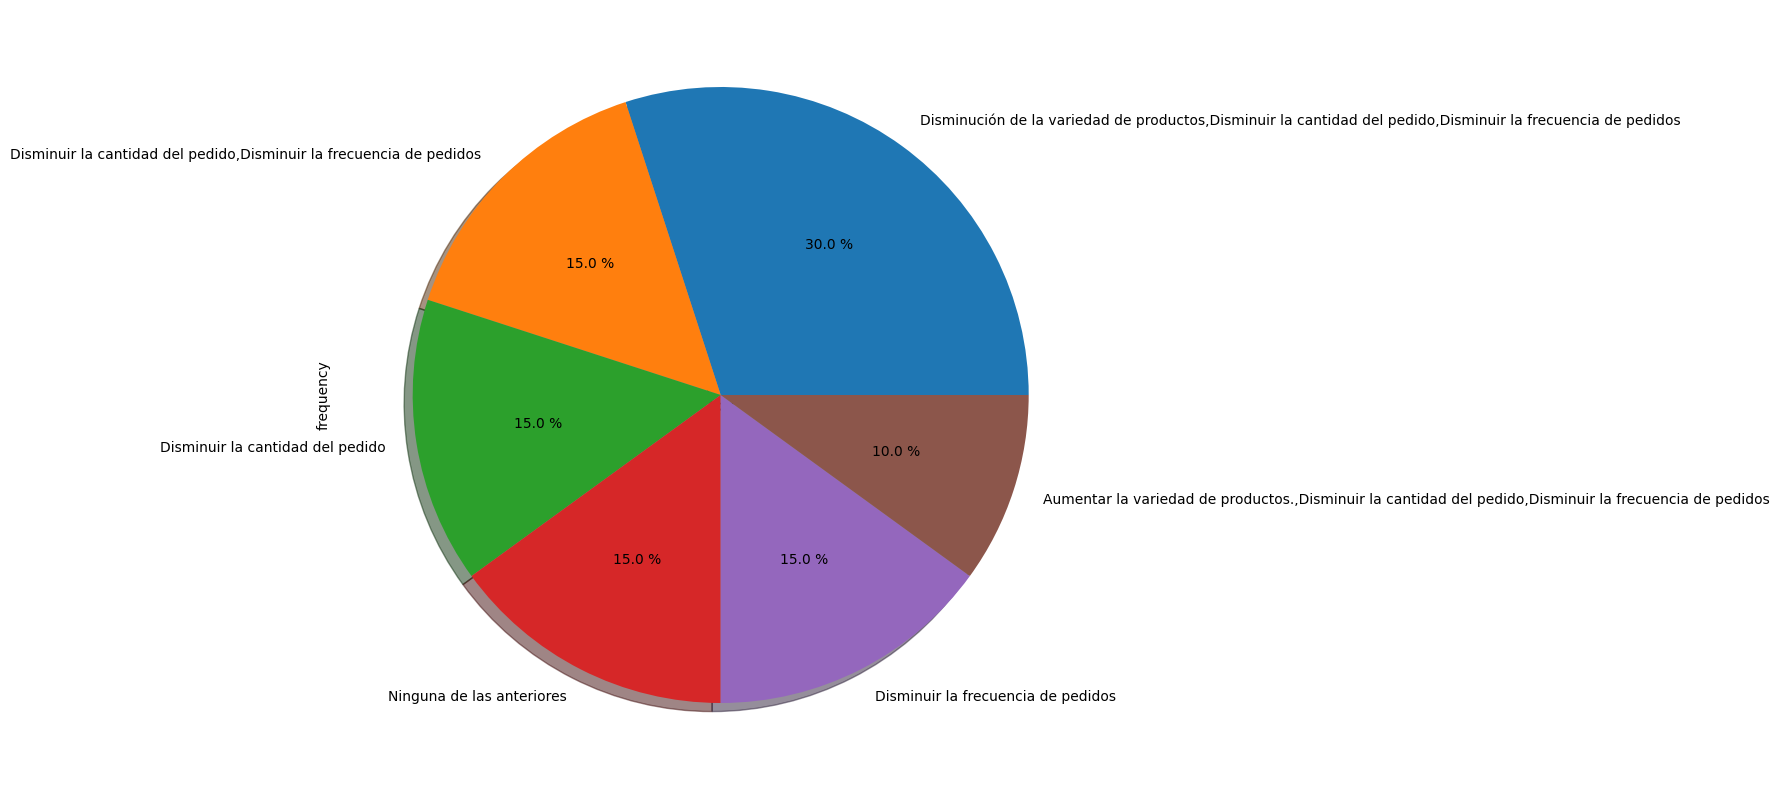 Disminución de la variedad de productos,Disminuir la cantidad del pedido,Disminuir la frecuencia de pedidos
Disminuir la cantidad del pedido,Disminuir la frecuencia de pedidos
30.0 %
15.0 %
frequency
15.0 %
Disminuir la cantidad del pedido
10.0 %
Aumentar la variedad de productos.,Disminuir la cantidad del pedido,Disminuir la frecuencia de pedidos
15.0 %
15.0 %
Ninguna de las anteriores
Disminuir la frecuencia de pedidos